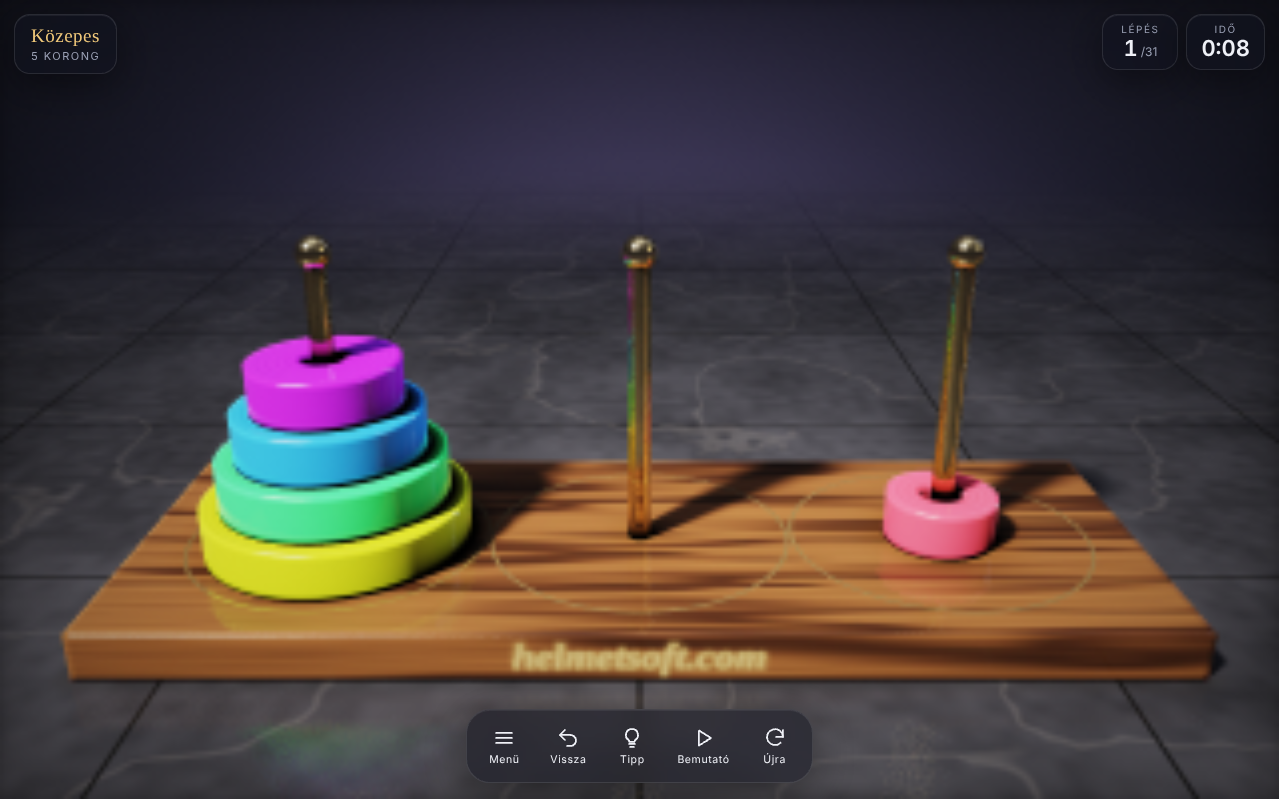 Közepes
5 KORONG
LÉPÉS
1 /31
IDŐ
0:08
helmetsoft.com
Menü
Vissza
Tipp
Bemutató
Újra